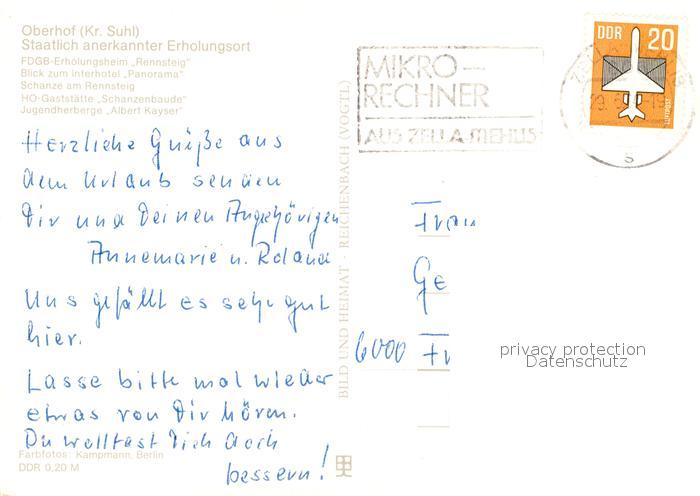 Oberhof (Kr. Suhl)
Staatlich anerkannter Erholungsort
FDGB-Erholungsheim „Rennsteig“
Blick zum Interhotel „Panorama“
Schanze am Rennsteig
HO-Gaststätte „Schanzenbaude“
Jugendherberge „Albert Kayser“
Herzliche Grüße aus
dem Urlaub senden
Dir und Deinen Angehörigen
Annemarie u. Roland
Uns gefällt es sehr gut
hier.
Lasse bitte mal wieder
etwas von Dir hören.
Du wolltest Dich doch
bessern!
Farbfotos: Kampmann, Berlin
DDR 0,20 M
BILD UND HEIMAT · REICHENBACH (VOGTL)
MIKRO-
RECHNER
AUS ZELLA-MEHLIS
DDR 20
Luftpost
s
Frau
Ge
6000 Fr
privacy protection
Datenschutz